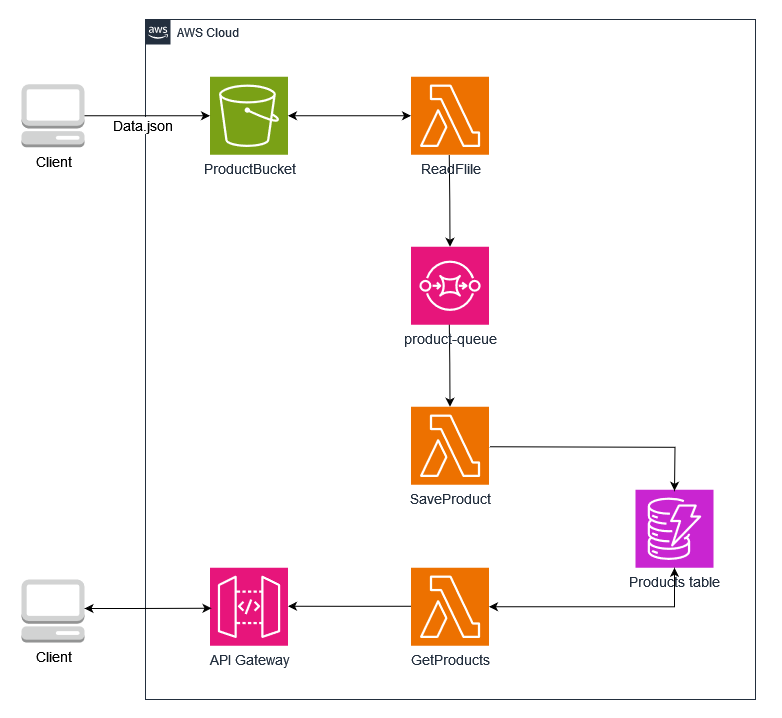 aws
AWS Cloud
Data.json
Client
ProductBucket
ReadFlile
product-queue
SaveProduct
Products table
</>
Client
API Gateway
GetProducts